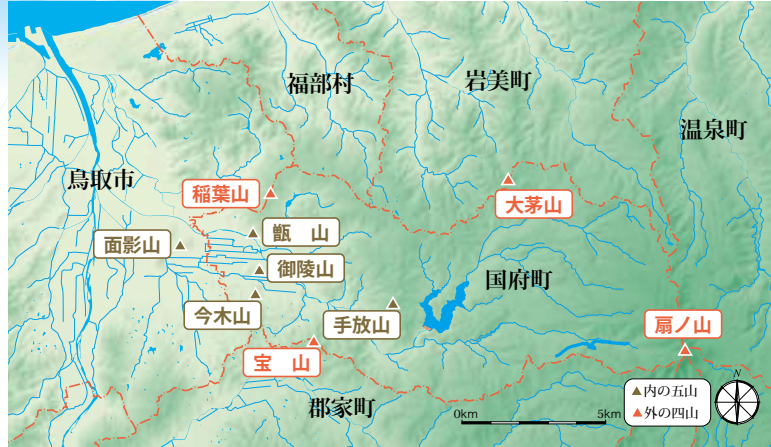 福部村
岩美町
温泉町
鳥取市
稲葉山
大茅山
甑　山
面影山
御陵山
国府町
今木山
手放山
扇ノ山
宝　山
郡家町
0km
5km
N
内の五山
外の四山